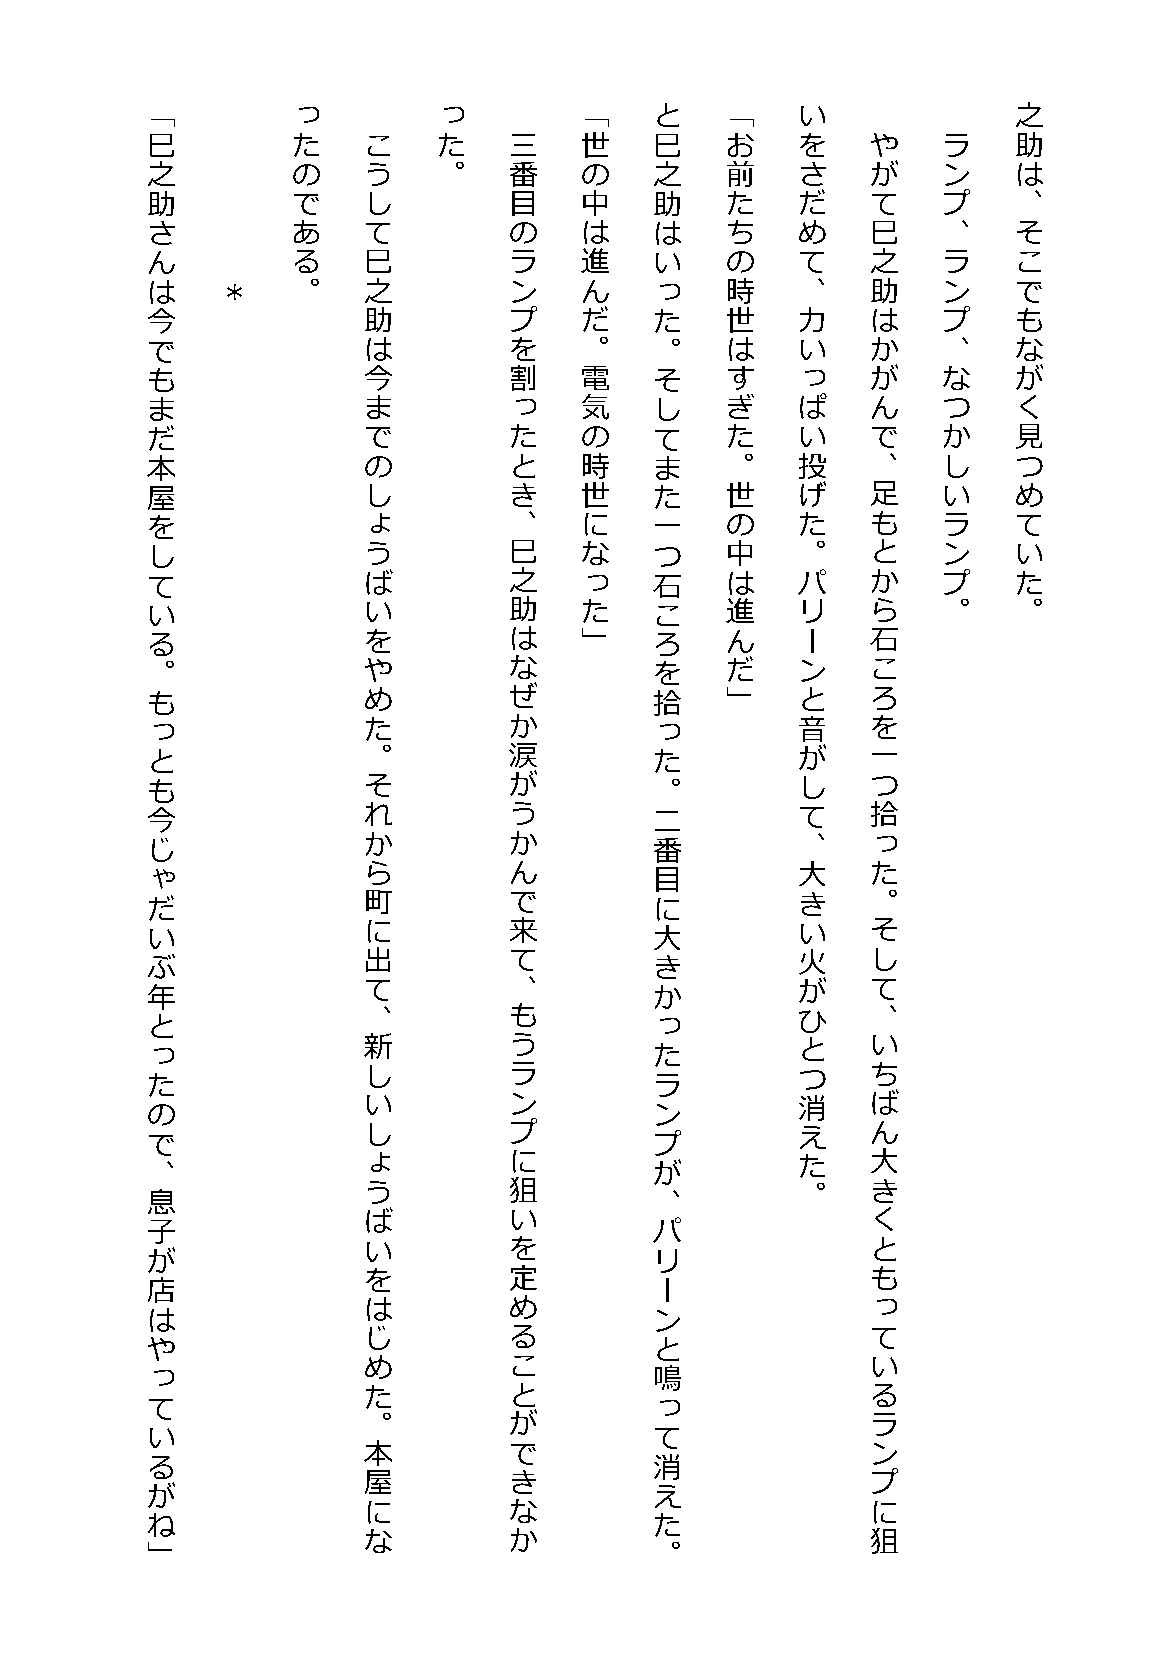 之助は、そこでもながく見つめていた。
　ランプ、ランプ、なつかしいランプ。
　やがて巳之助はかがんで、足もとから石ころを一つ拾った。そして、いちばん大きくともっているランプに狙
いをさだめて、力いっぱい投げた。パリーンと音がして、大きい火がひとつ消えた。
「お前たちの時世はすぎた。世の中は進んだ」
と巳之助はいった。そしてまた一つ石ころを拾った。二番目に大きかったランプが、パリーンと鳴って消えた。
「世の中は進んだ。電気の時世になった」
　三番目のランプを割ったとき、巳之助はなぜか涙がうかんで来て、もうランプに狙いを定めることができなか
った。
　こうして巳之助は今までのしょうばいをやめた。それから町に出て、新しいしょうばいをはじめた。本屋にな
ったのである。
＊
「巳之助さんは今でもまだ本屋をしている。もっとも今じゃだいぶ年とったので、息子が店はやっているがね」